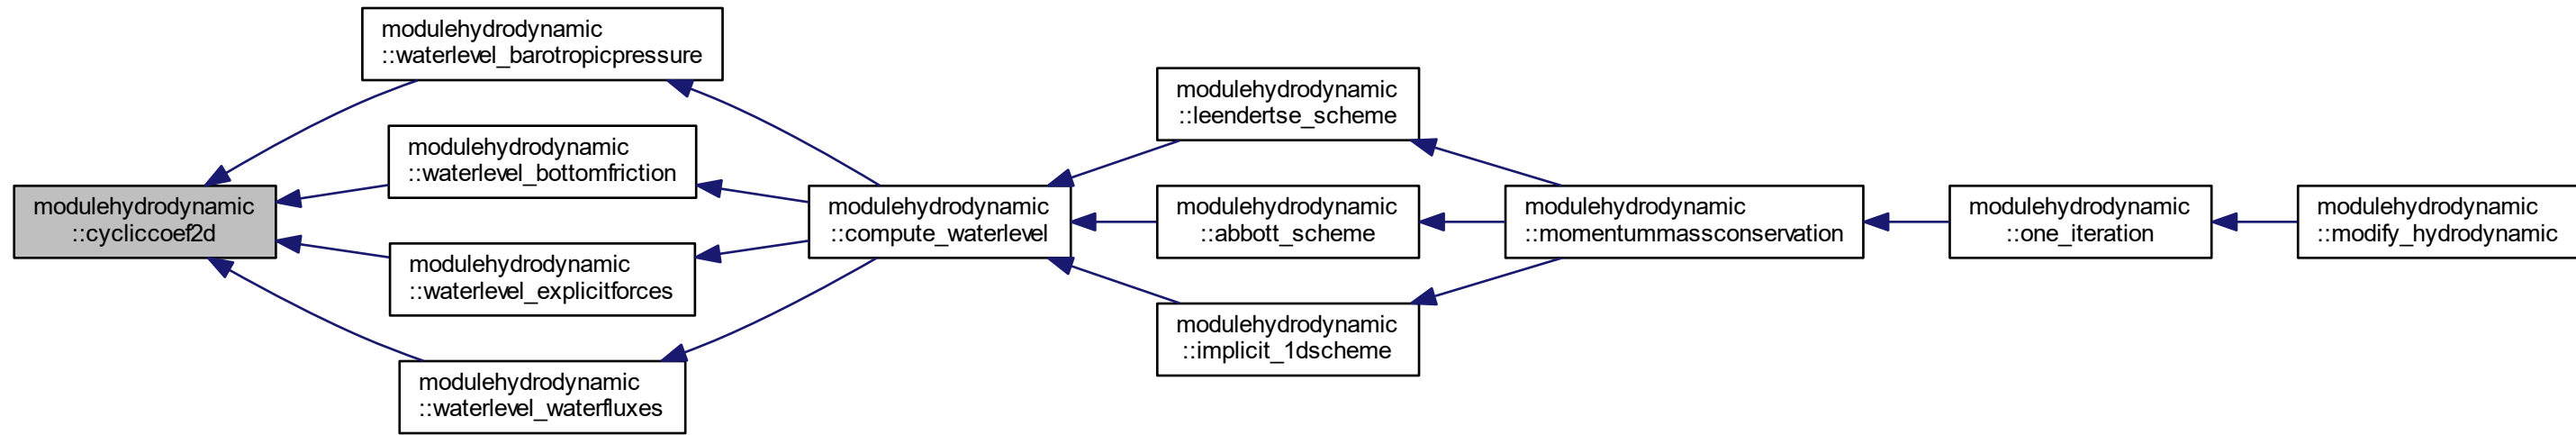 modulehydrodynamic
::cycliccoef2d
modulehydrodynamic
::waterlevel_barotropicpressure
modulehydrodynamic
::waterlevel_bottomfriction
modulehydrodynamic
::waterlevel_explicitforces
modulehydrodynamic
::waterlevel_waterfluxes
modulehydrodynamic
::compute_waterlevel
modulehydrodynamic
::leendertse_scheme
modulehydrodynamic
::abbott_scheme
modulehydrodynamic
::implicit_1dscheme
modulehydrodynamic
::momentummassconservation
modulehydrodynamic
::one_iteration
modulehydrodynamic
::modify_hydrodynamic